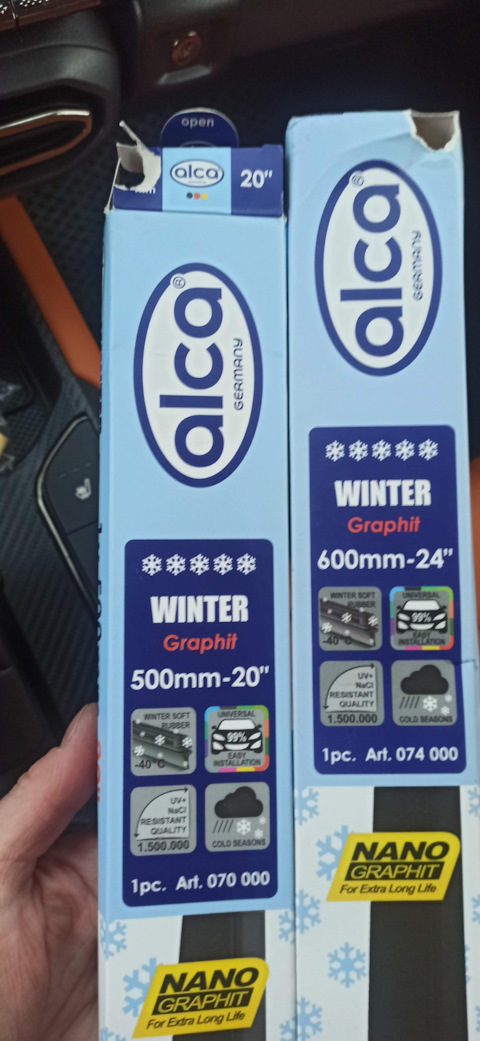 open
alca
20"
alca®
GERMANY
WINTER
Graphit
500mm-20"
WINTER SOFT
RUBBER
-40°C
UNIVERSAL
99%
EASY
INSTALLATION
UV+
NaCl
RESISTANT
QUALITY
1.500.000
COLD SEASONS
1pc. Art. 070 000
NANO
GRAPHIT
For Extra Long Life
alca®
GERMANY
WINTER
Graphit
600mm-24"
WINTER SOFT
RUBBER
-40°C
UNIVERSAL
99%
EASY
INSTALLATION
UV+
NaCl
RESISTANT
QUALITY
1.500.000
COLD SEASONS
1pc. Art. 074 000
NANO
GRAPHIT
For Extra Long Life